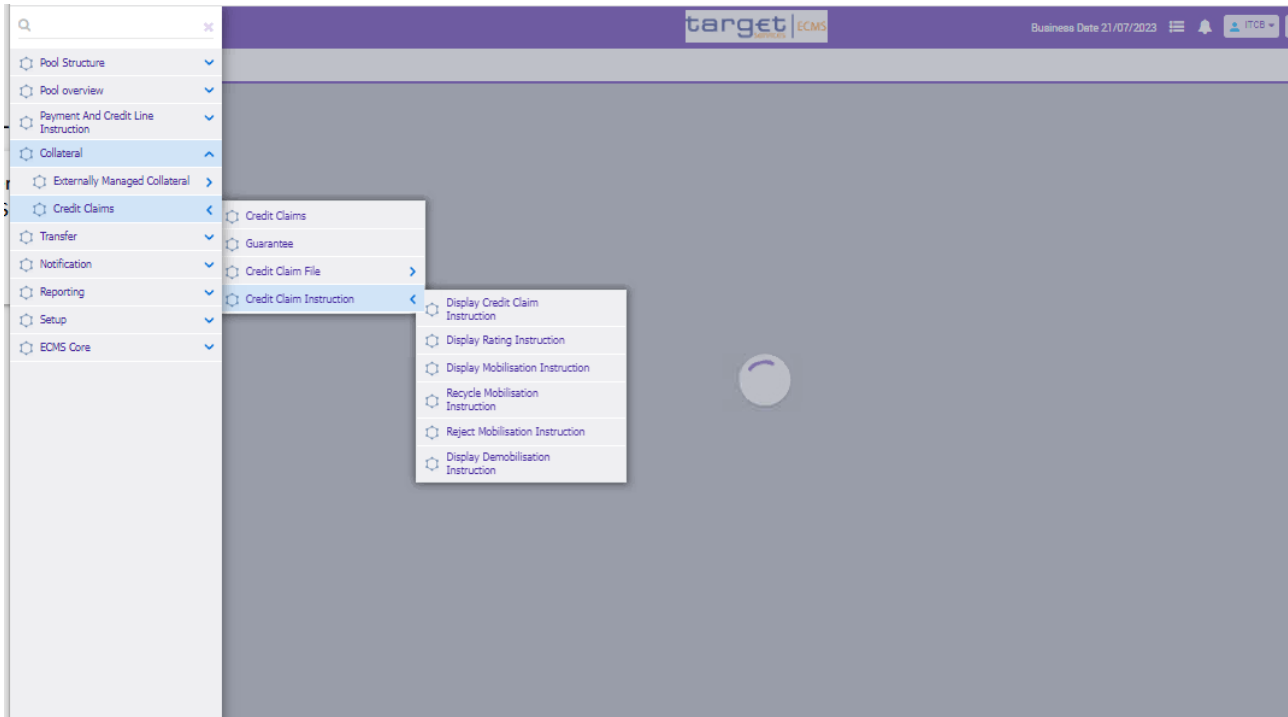 target | ECMS
SERVICES
Business Date 21/07/2023
ITCB
Pool Structure
Pool overview
Payment And Credit Line
Instruction
Collateral
Externally Managed Collateral
Credit Claims
Transfer
Notification
Reporting
Setup
ECMS Core
Credit Claims
Guarantee
Credit Claim File
Credit Claim Instruction
Display Credit Claim
Instruction
Display Rating Instruction
Display Mobilisation Instruction
Recycle Mobilisation
Instruction
Reject Mobilisation Instruction
Display Demobilisation
Instruction